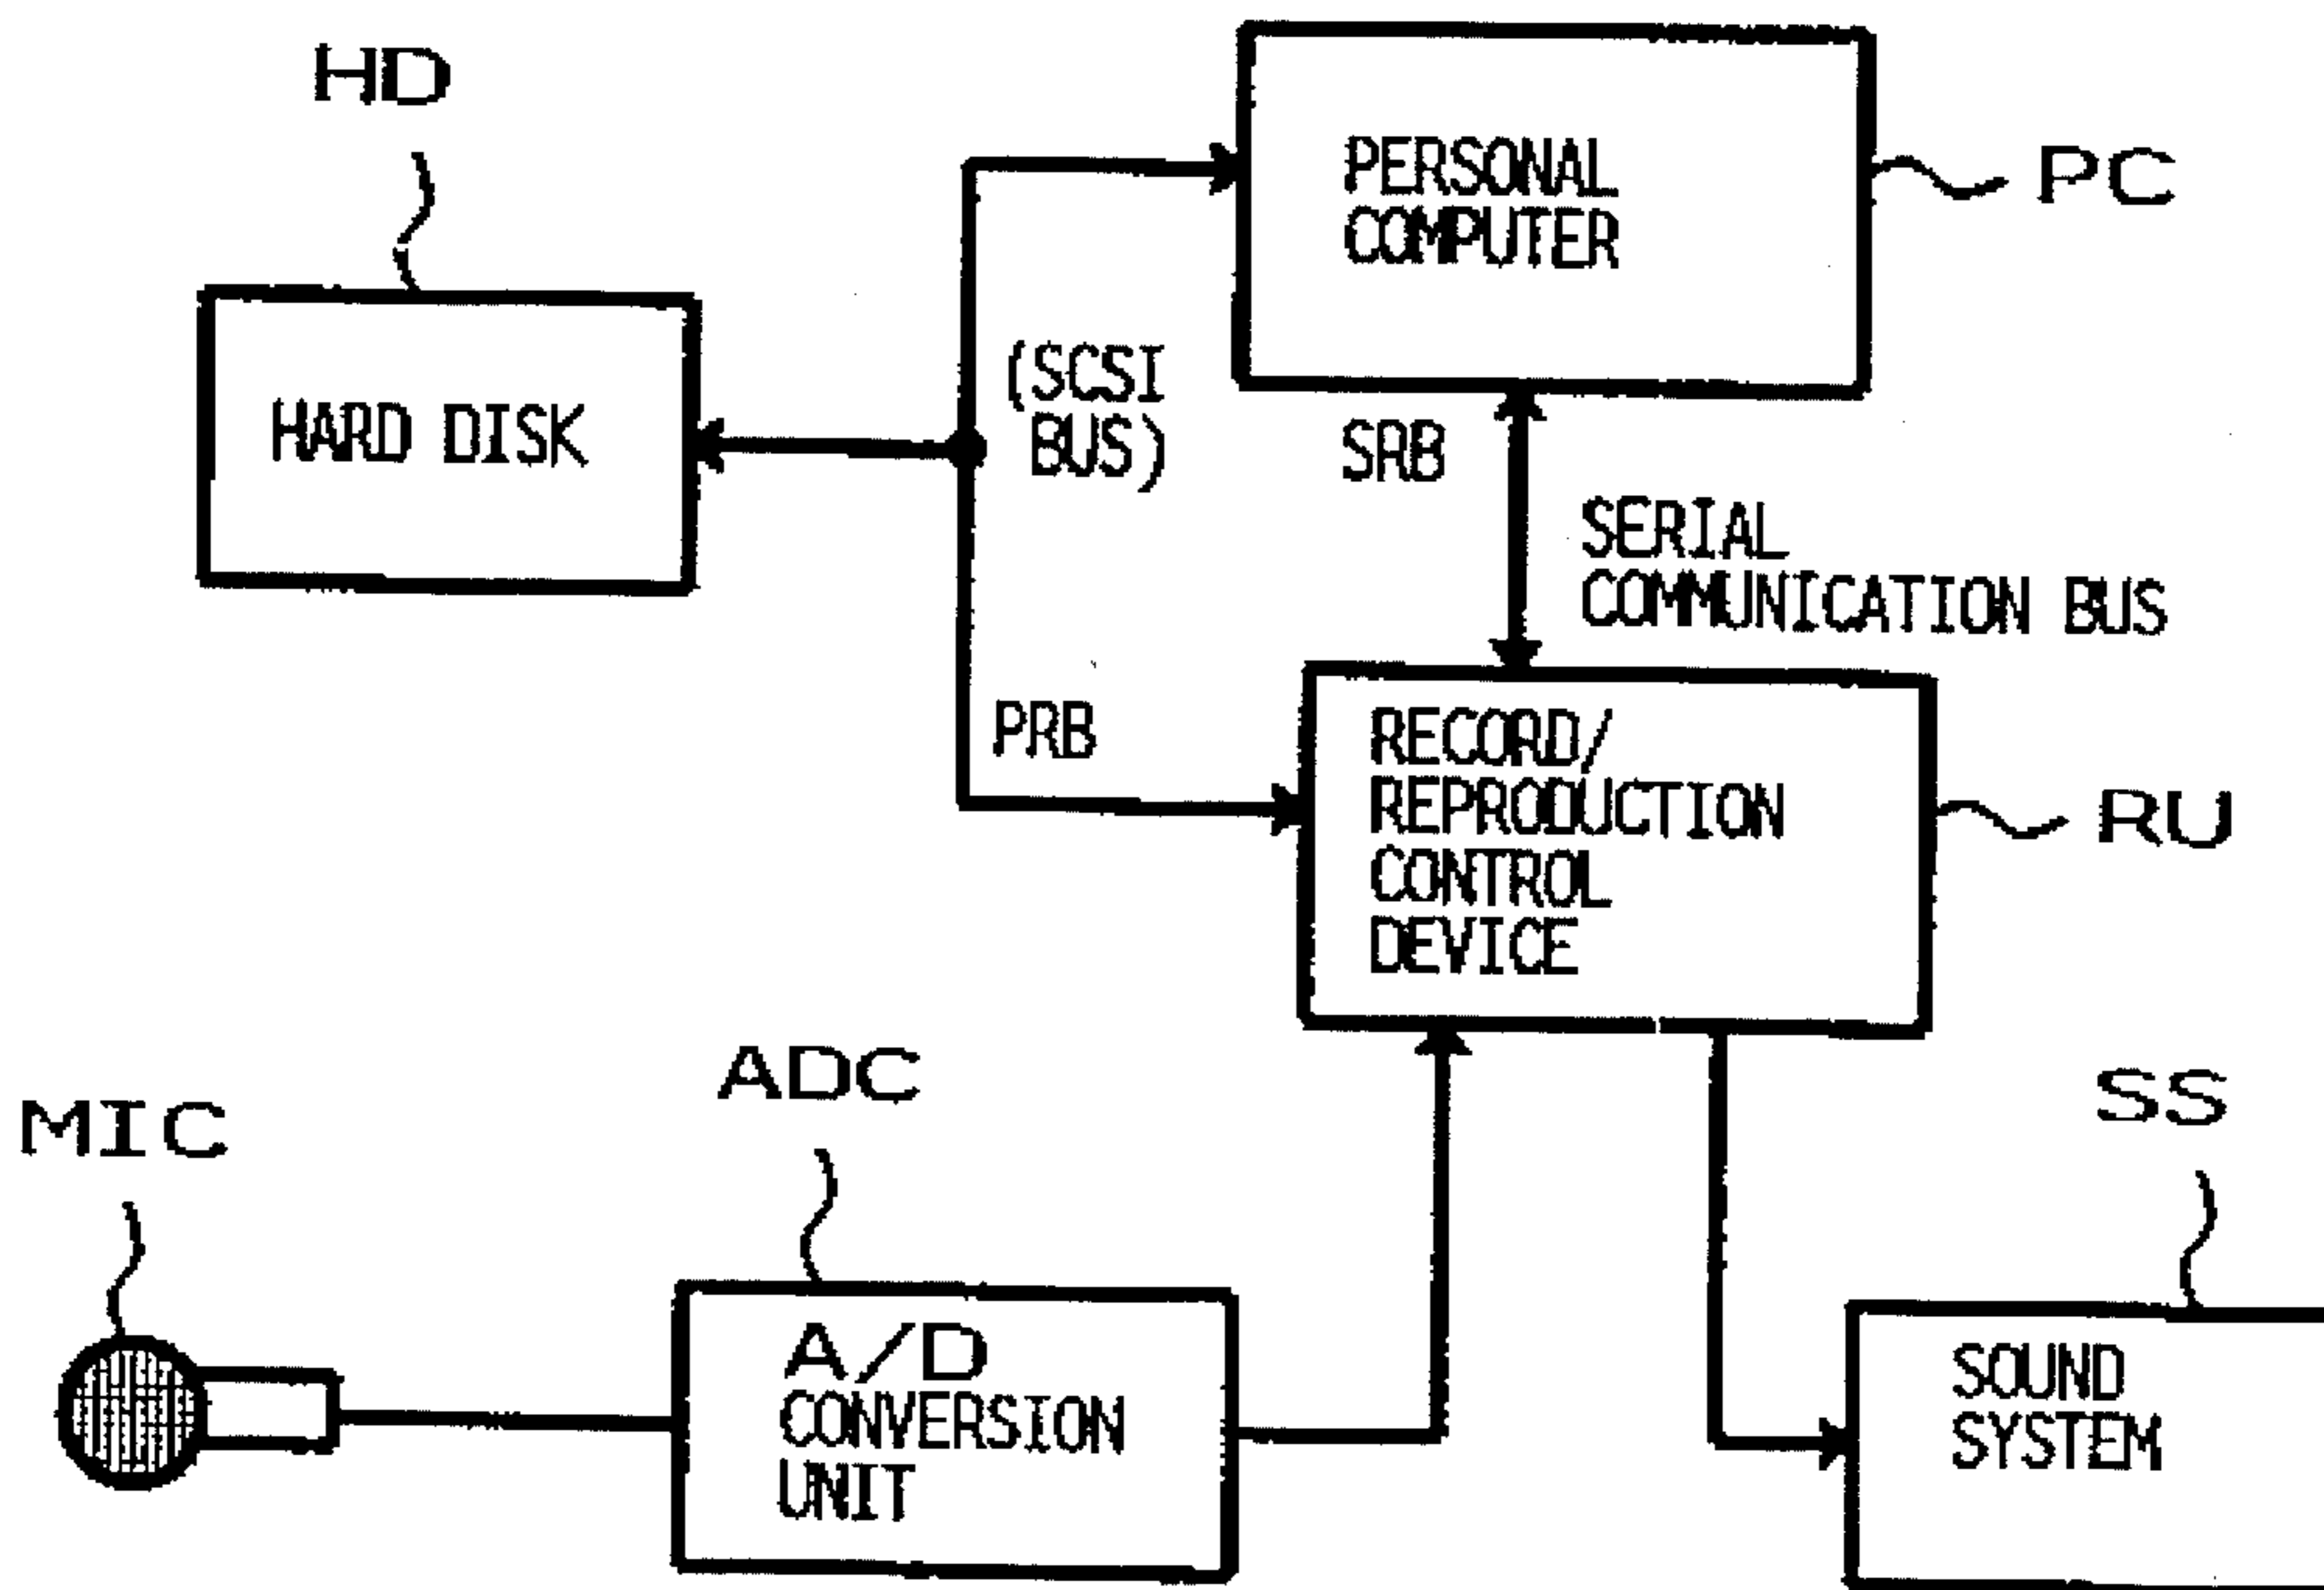 HD
PERSONAL
COMPUTER
PC
HARD DISK
(SCSI
BUS)
SRB
SERIAL
COMMUNICATION BUS
PRB
RECORD/
REPRODUCTION
CONTROL
DEVICE
RU
MIC
ADC
SS
A/D
CONVERSION
UNIT
SOUND
SYSTEM